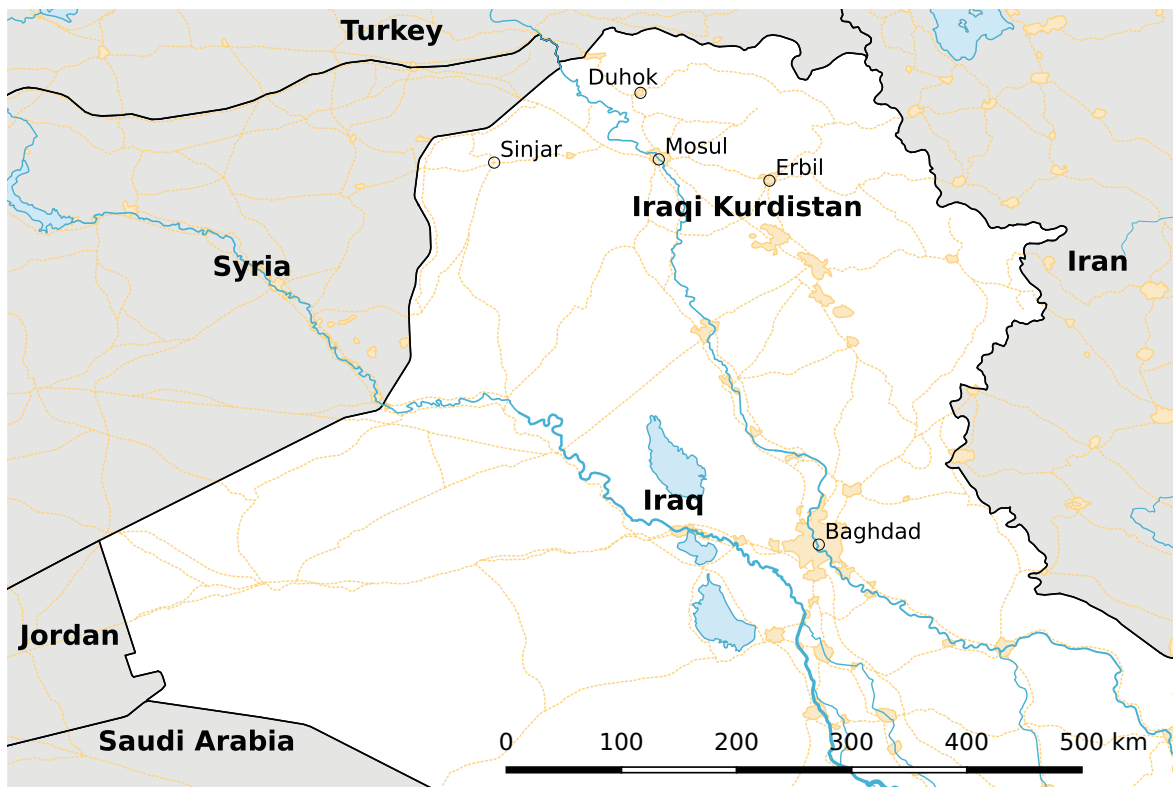 Turkey
Duhok
Sinjar
Mosul
Erbil
Iraqi Kurdistan
Syria
Iran
Iraq
Baghdad
Jordan
Saudi Arabia
0 100 200 300 400 500 km